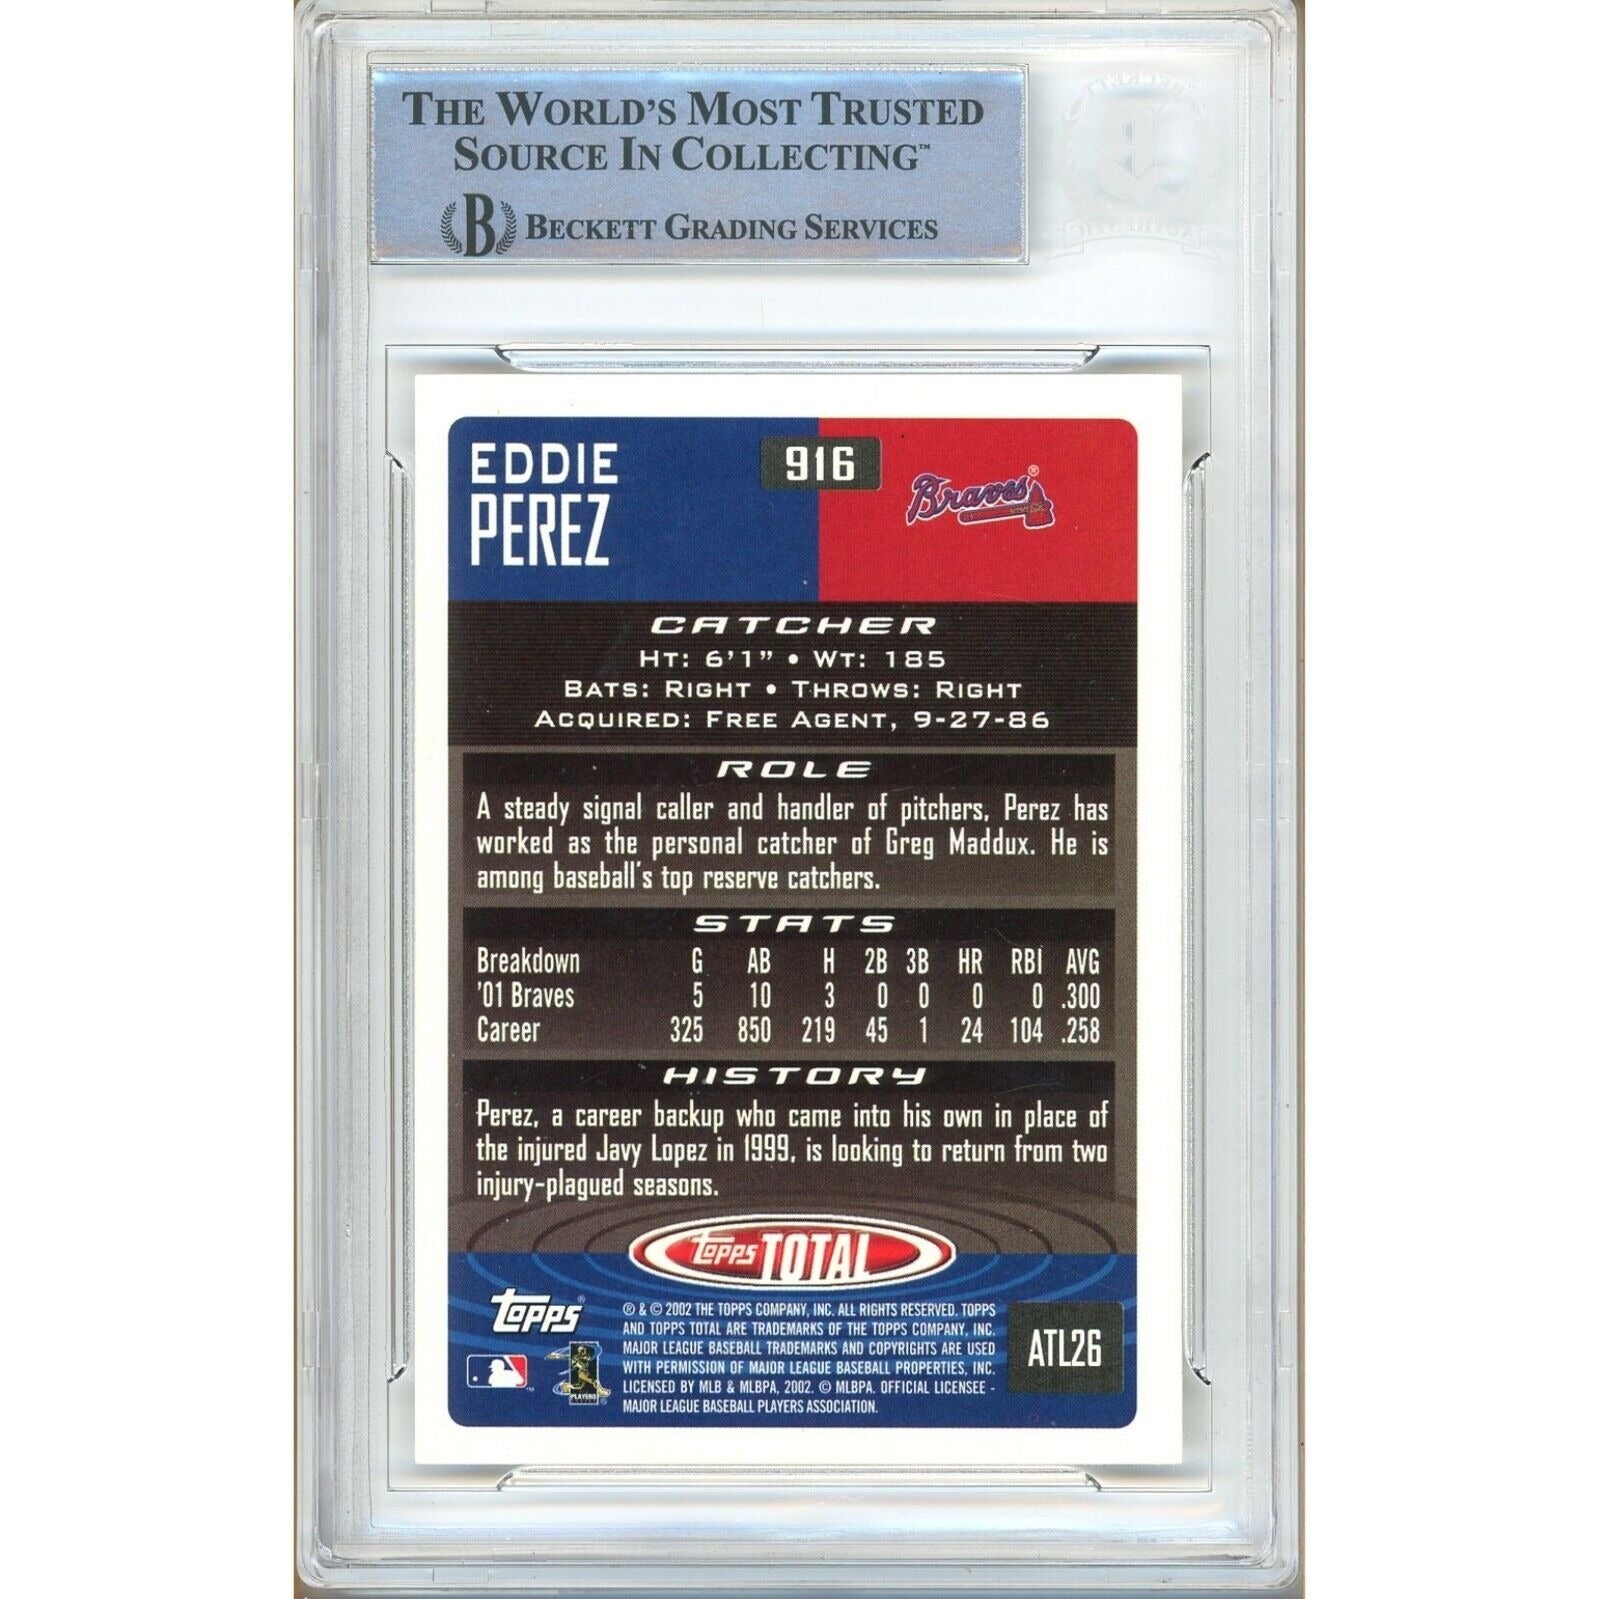 THE WORLD'S MOST TRUSTED
SOURCE IN COLLECTING™
B BECKETT GRADING SERVICES
EDDIE
PEREZ
916
Braves®
CATCHER
HT: 6'1" • WT: 185
BATS: RIGHT • THROWS: RIGHT
ACQUIRED: FREE AGENT, 9-27-86
ROLE
A steady signal caller and handler of pitchers, Perez has
worked as the personal catcher of Greg Maddux. He is
among baseball's top reserve catchers.
STATS
Breakdown G AB H 2B 3B HR RBI AVG
'01 Braves 5 10 3 0 0 0 0 .300
Career 325 850 219 45 1 24 104 .258
HISTORY
Perez, a career backup who came into his own in place of
the injured Javy Lopez in 1999, is looking to return from two
injury-plagued seasons.
Topps TOTAL
Topps®
® & © 2002 THE TOPPS COMPANY, INC. ALL RIGHTS RESERVED. TOPPS
AND TOPPS TOTAL ARE TRADEMARKS OF THE TOPPS COMPANY, INC.
MAJOR LEAGUE BASEBALL TRADEMARKS AND COPYRIGHTS ARE USED
WITH PERMISSION OF MAJOR LEAGUE BASEBALL PROPERTIES, INC.
LICENSED BY MLB & MLBPA, 2002. © MLBPA. OFFICIAL LICENSEE -
MAJOR LEAGUE BASEBALL PLAYERS ASSOCIATION.
PLAYERS
ATL26